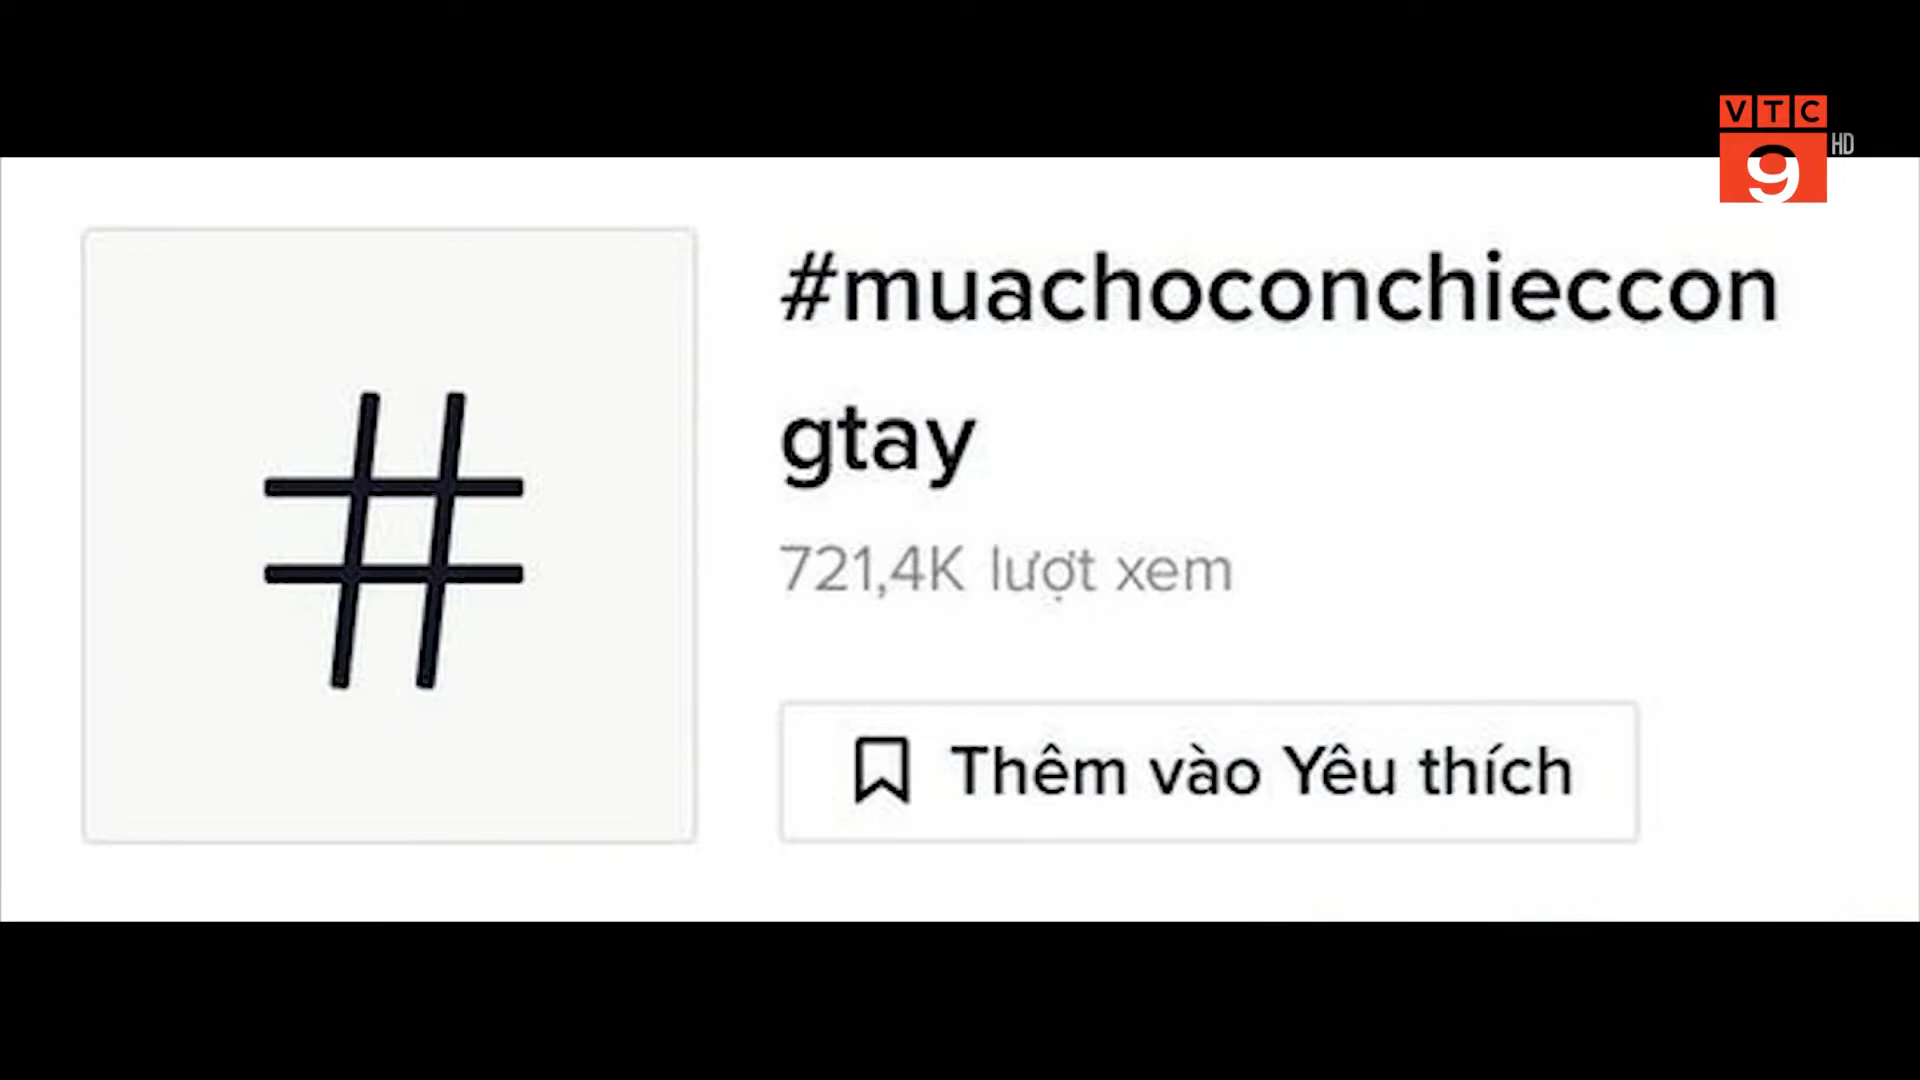 VTC
9 HD
#muachoconchieccon
gtay
721,4K lượt xem
Thêm vào Yêu thích